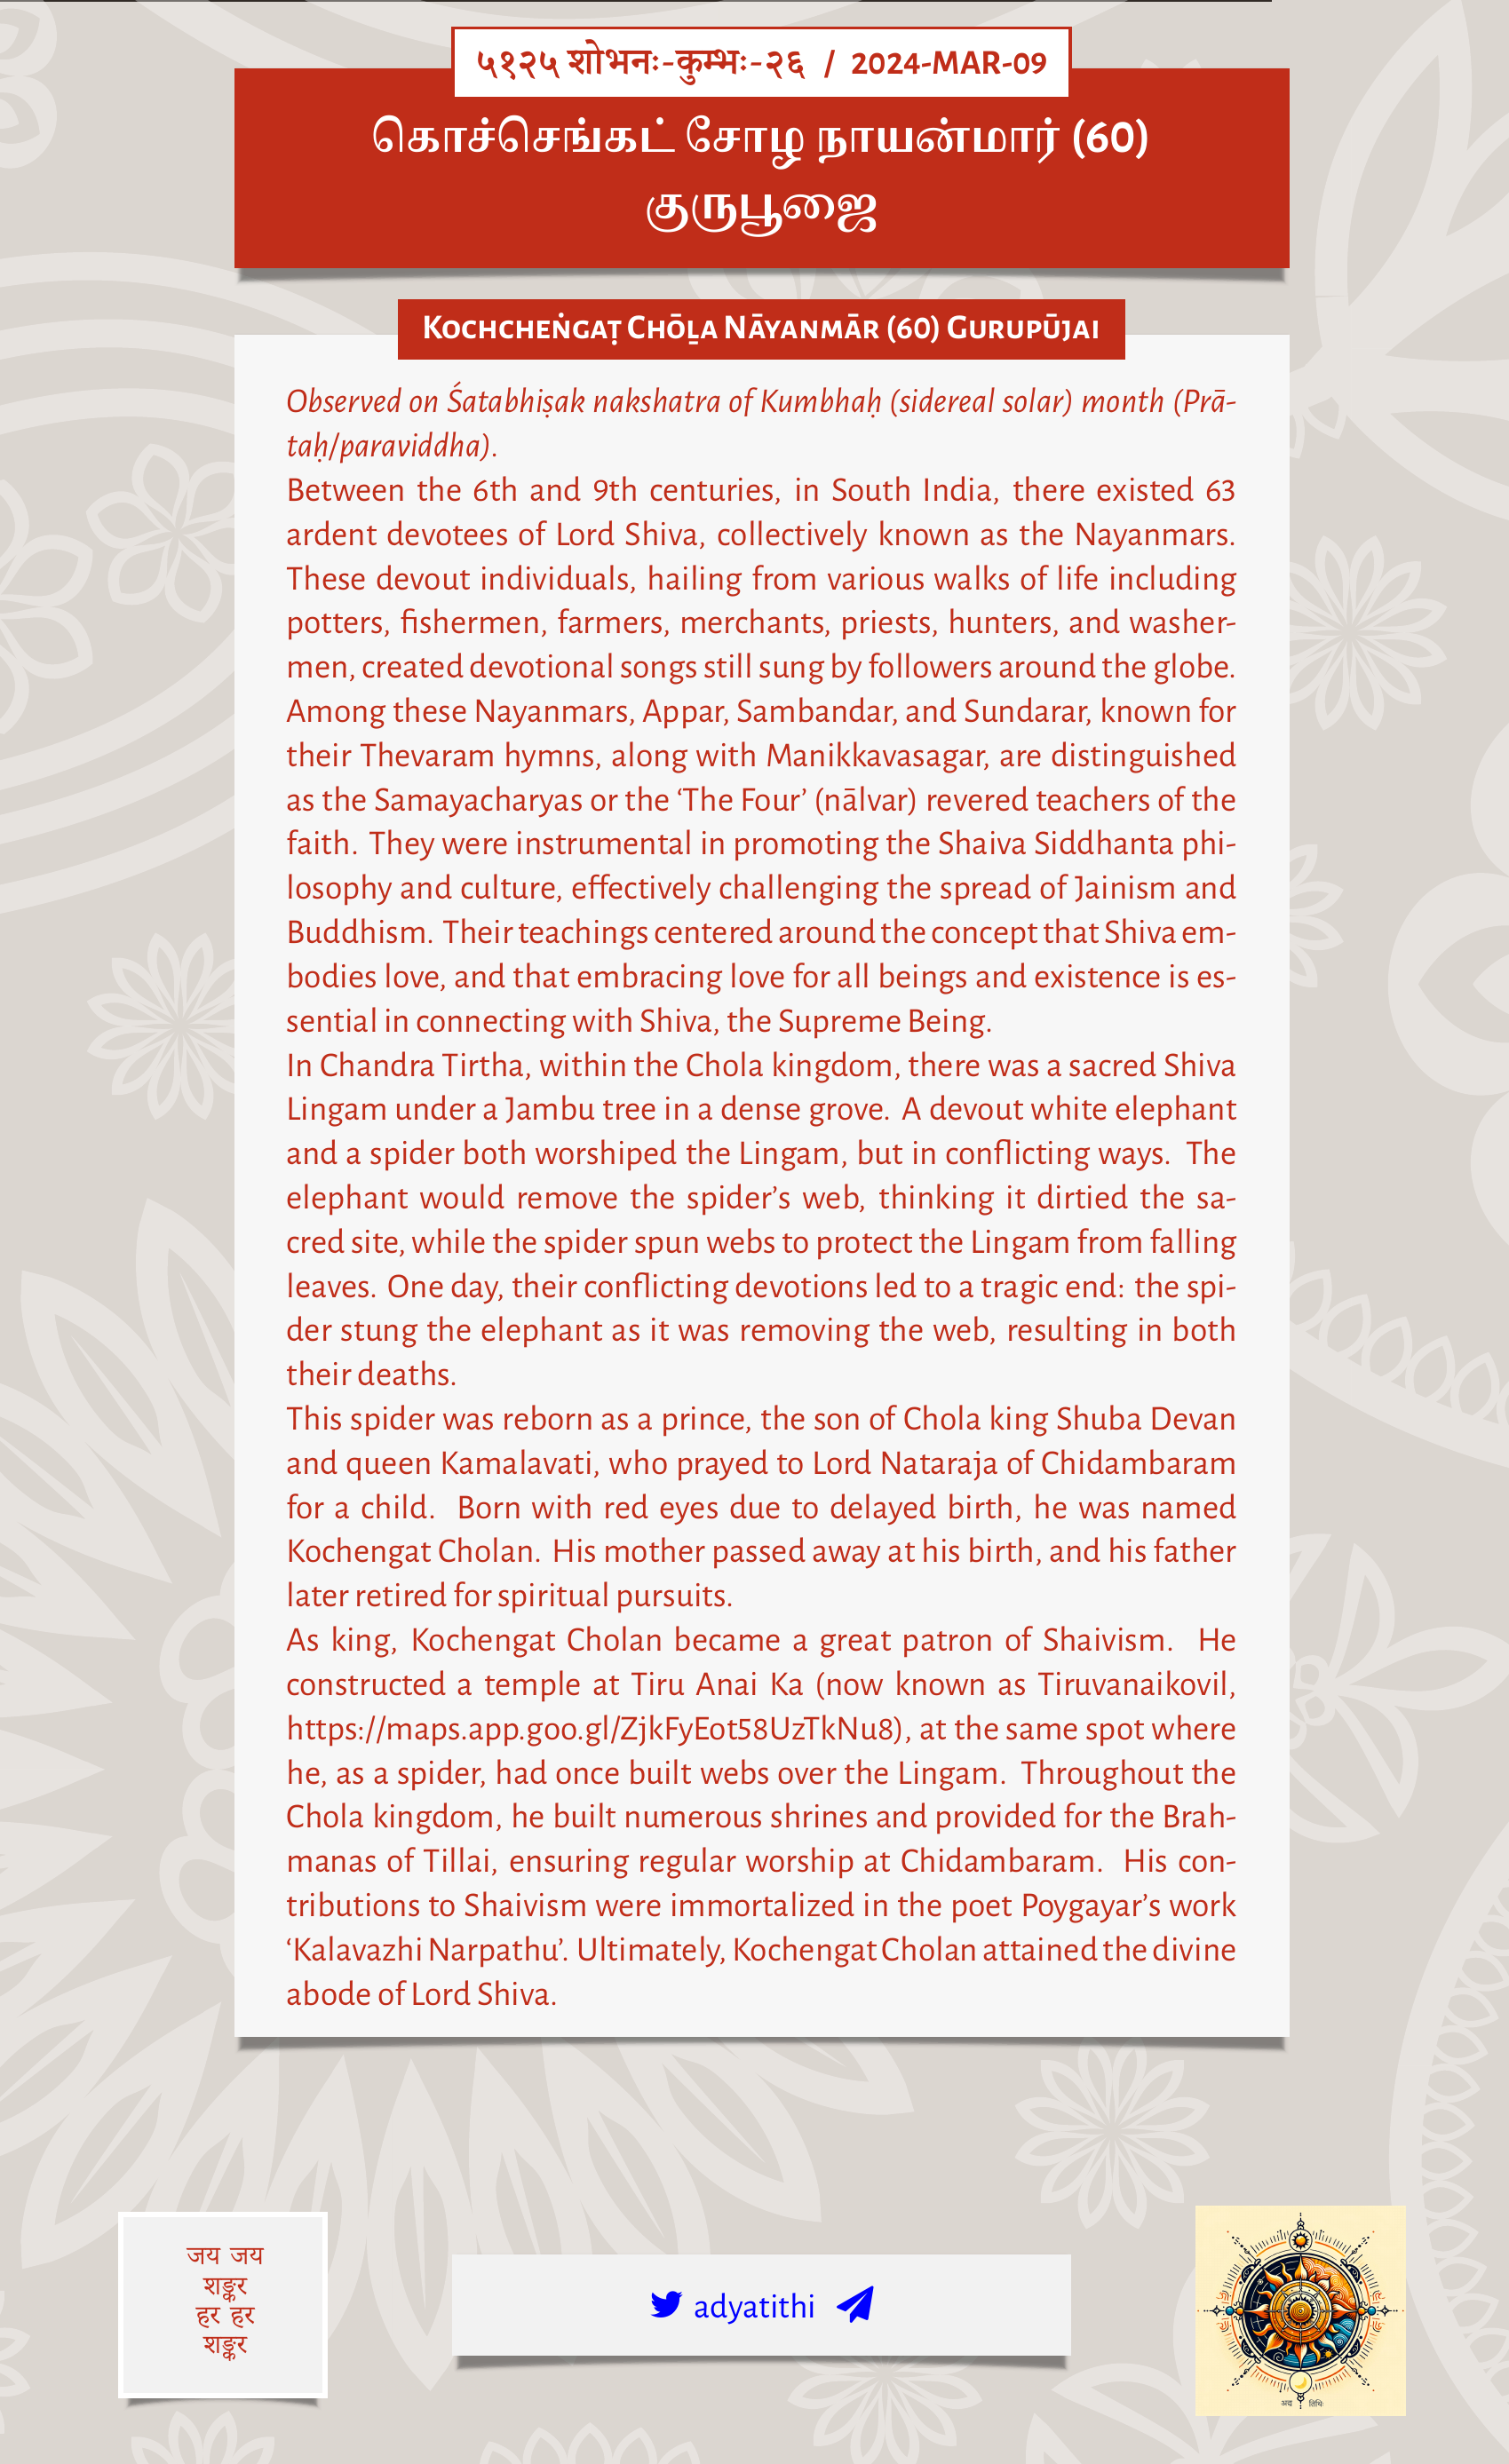 ५१२५ शोभनः-कुम्भः-२६ / 2024-MAR-09
கொச்செங்கட் சோழ நாயன்மார் (60)
குருபூஜை
Kochcheṅgaṭ Chōḻa Nāyanmār (60) Gurupūjai
Observed on Śatabhiṣak nakshatra of Kumbhaḥ (sidereal solar) month (Prā-
taḥ/paraviddha).
Between the 6th and 9th centuries, in South India, there existed 63
ardent devotees of Lord Shiva, collectively known as the Nayanmars.
These devout individuals, hailing from various walks of life including
potters, fishermen, farmers, merchants, priests, hunters, and washer-
men, created devotional songs still sung by followers around the globe.
Among these Nayanmars, Appar, Sambandar, and Sundarar, known for
their Thevaram hymns, along with Manikkavasagar, are distinguished
as the Samayacharyas or the ‘The Four’ (nālvar) revered teachers of the
faith. They were instrumental in promoting the Shaiva Siddhanta phi-
losophy and culture, effectively challenging the spread of Jainism and
Buddhism. Their teachings centered around the concept that Shiva em-
bodies love, and that embracing love for all beings and existence is es-
sential in connecting with Shiva, the Supreme Being.
In Chandra Tirtha, within the Chola kingdom, there was a sacred Shiva
Lingam under a Jambu tree in a dense grove. A devout white elephant
and a spider both worshiped the Lingam, but in conflicting ways. The
elephant would remove the spider’s web, thinking it dirtied the sa-
cred site, while the spider spun webs to protect the Lingam from falling
leaves. One day, their conflicting devotions led to a tragic end: the spi-
der stung the elephant as it was removing the web, resulting in both
their deaths.
This spider was reborn as a prince, the son of Chola king Shuba Devan
and queen Kamalavati, who prayed to Lord Nataraja of Chidambaram
for a child. Born with red eyes due to delayed birth, he was named
Kochengat Cholan. His mother passed away at his birth, and his father
later retired for spiritual pursuits.
As king, Kochengat Cholan became a great patron of Shaivism. He
constructed a temple at Tiru Anai Ka (now known as Tiruvanaikovil,
https://maps.app.goo.gl/ZjkFyEot58UzTkNu8), at the same spot where
he, as a spider, had once built webs over the Lingam. Throughout the
Chola kingdom, he built numerous shrines and provided for the Brah-
manas of Tillai, ensuring regular worship at Chidambaram. His con-
tributions to Shaivism were immortalized in the poet Poygayar’s work
‘Kalavazhi Narpathu’. Ultimately, Kochengat Cholan attained the divine
abode of Lord Shiva.
जय जय
शङ्कर
हर हर
शङ्कर
adyatithi
अद्य तिथिः